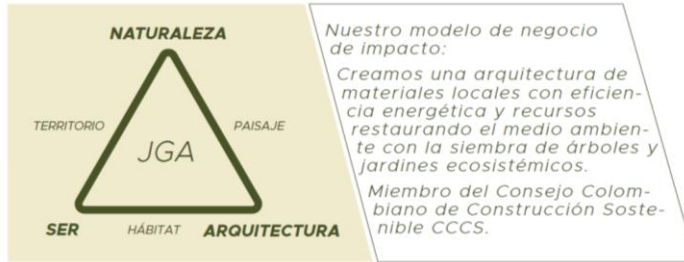 NATURALEZA
TERRITORIO
PAISAJE
JGA
SER
HÁBITAT
ARQUITECTURA
Nuestro modelo de negocio
de impacto:
Creamos una arquitectura de
materiales locales con eficien-
cia energética y recursos
restaurando el medio ambien-
te con la siembra de árboles y
jardines ecosistémicos.
Miembro del Consejo Colom-
biano de Construcción Soste-
nible CCCS.